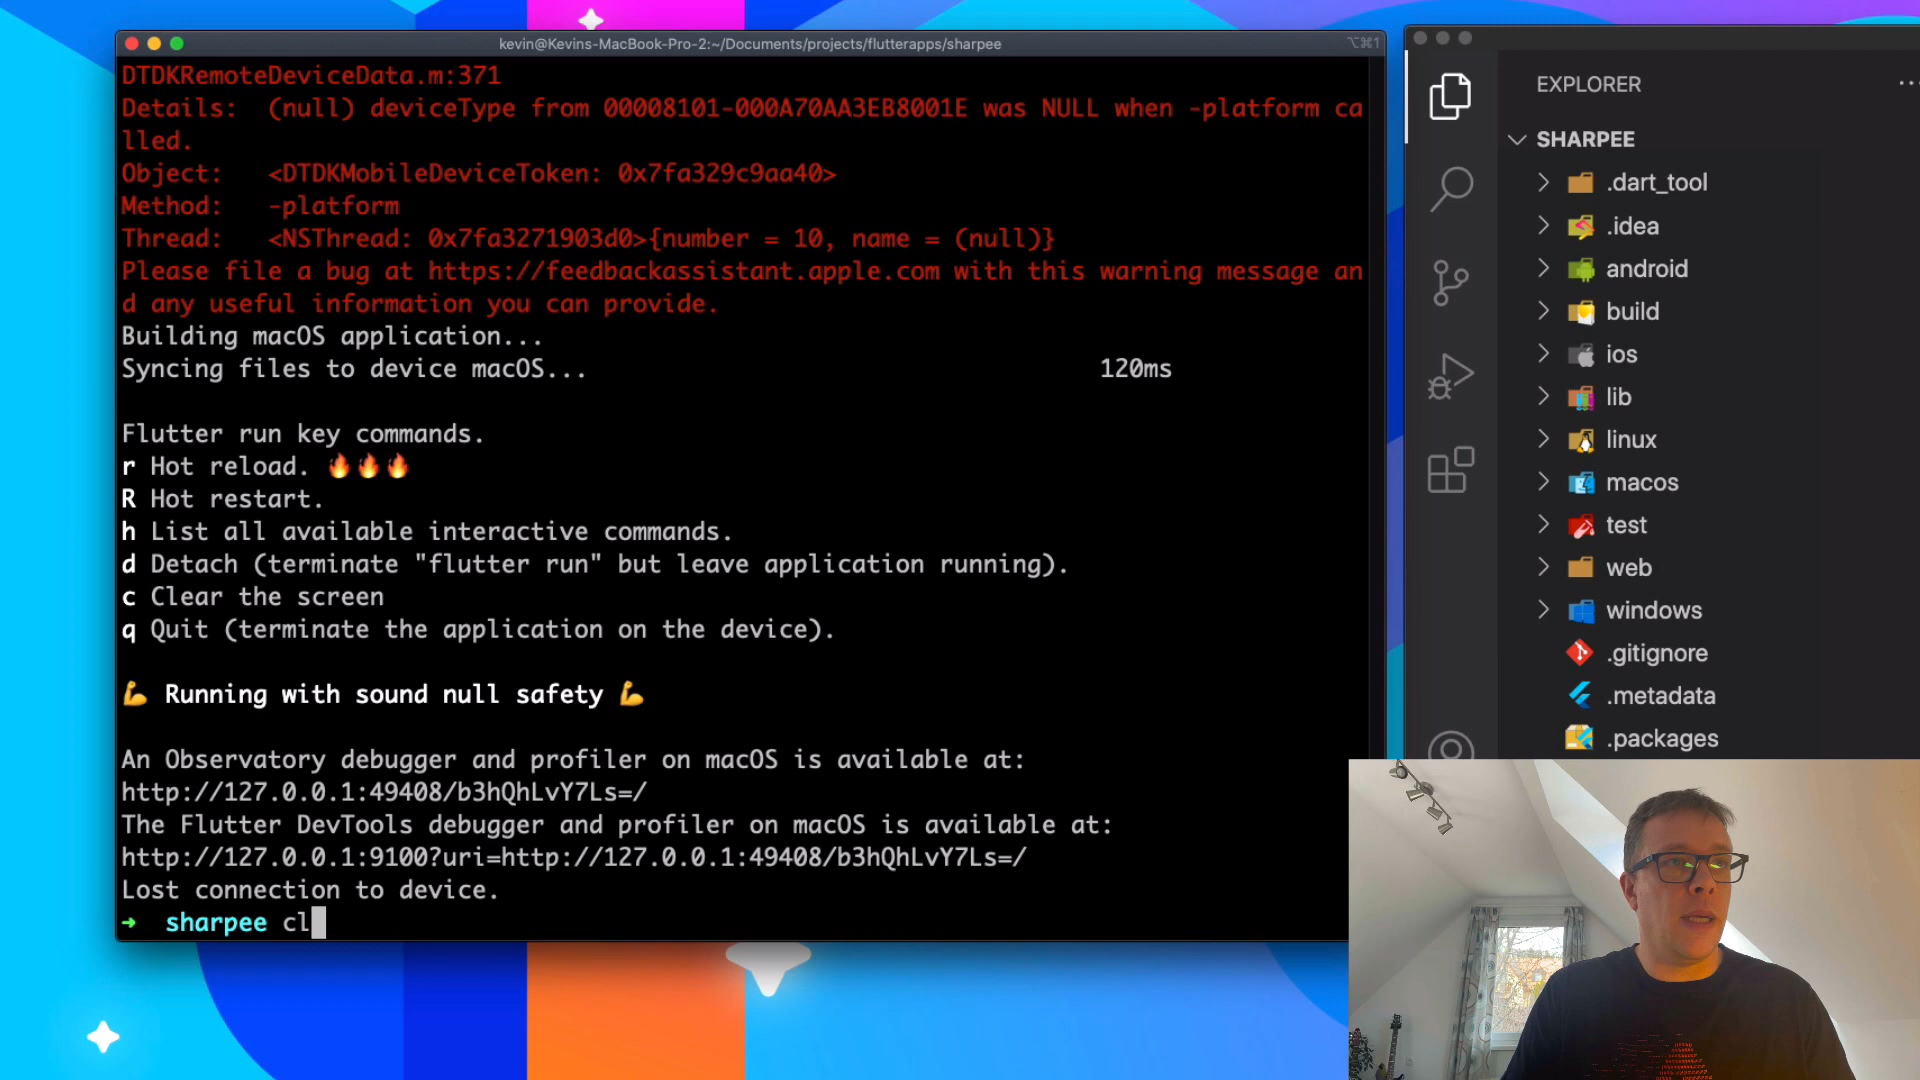 kevin@Kevins-MacBook-Pro-2:~/Documents/projects/flutterapps/sharpee
⌥⌘1
DTDKRemoteDeviceData.m:371
Details:  (null) deviceType from 00008101-000A70AA3EB8001E was NULL when -platform ca
lled.
Object:   <DTDKMobileDeviceToken: 0x7fa329c9aa40>
Method:   -platform
Thread:   <NSThread: 0x7fa3271903d0>{number = 10, name = (null)}
Please file a bug at https://feedbackassistant.apple.com with this warning message an
d any useful information you can provide.
Building macOS application...
Syncing files to device macOS...                                   120ms
Flutter run key commands.
r Hot reload. 🔥🔥🔥
R Hot restart.
h List all available interactive commands.
d Detach (terminate "flutter run" but leave application running).
c Clear the screen
q Quit (terminate the application on the device).
💪 Running with sound null safety 💪
An Observatory debugger and profiler on macOS is available at:
http://127.0.0.1:49408/b3hQhLvY7Ls=/
The Flutter DevTools debugger and profiler on macOS is available at:
http://127.0.0.1:9100?uri=http://127.0.0.1:49408/b3hQhLvY7Ls=/
Lost connection to device.
➜  sharpee cl
EXPLORER
SHARPEE
.dart_tool
.idea
android
build
ios
lib
linux
macos
test
web
windows
.gitignore
.metadata
.packages